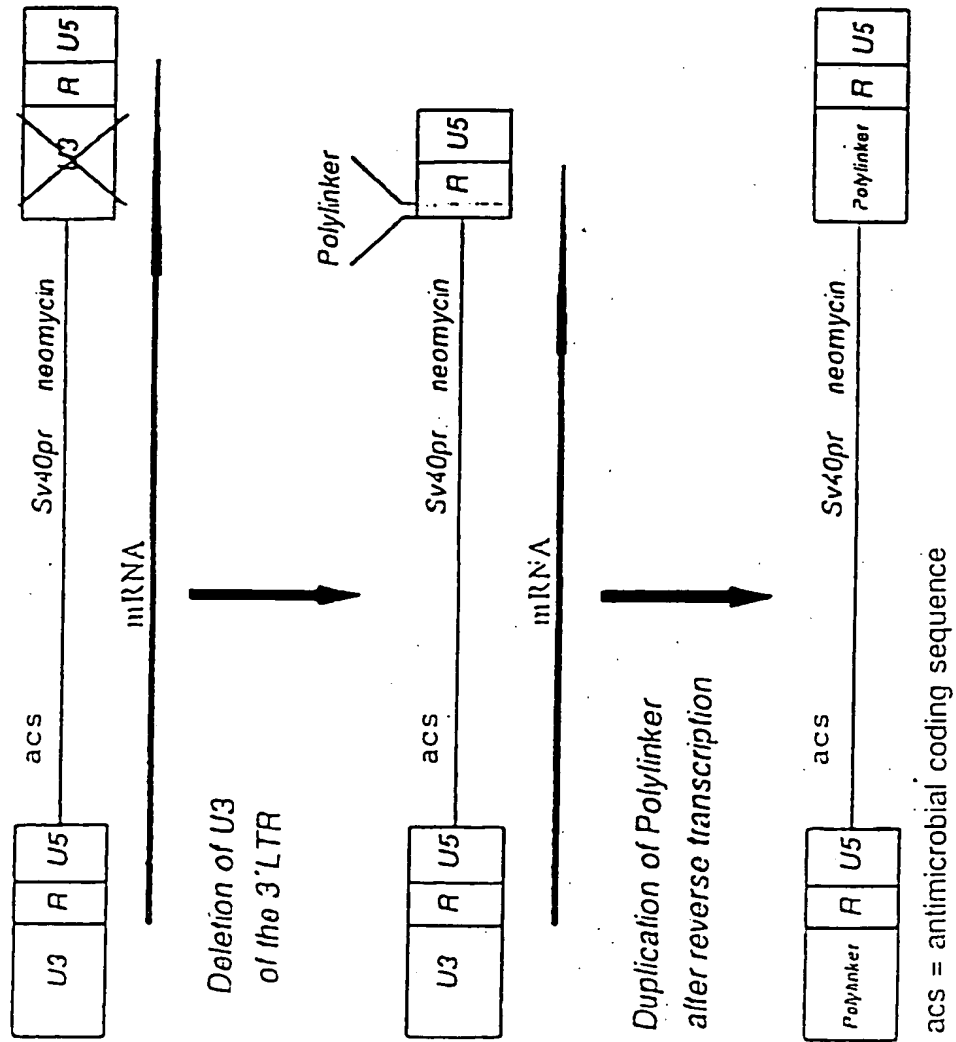 U3 R U5 acs Sv40pr neomycin U3 R U5
mRNA
Deletion of U3
of the 3'LTR
Polylinker
U3 R U5 acs Sv40pr. neomycin R U5
mRNA
Duplication of Polylinker
after reverse transcription
Polylinker R U5 acs Sv40pr neomycin Polylinker R U5
acs = antimicrobial coding sequence